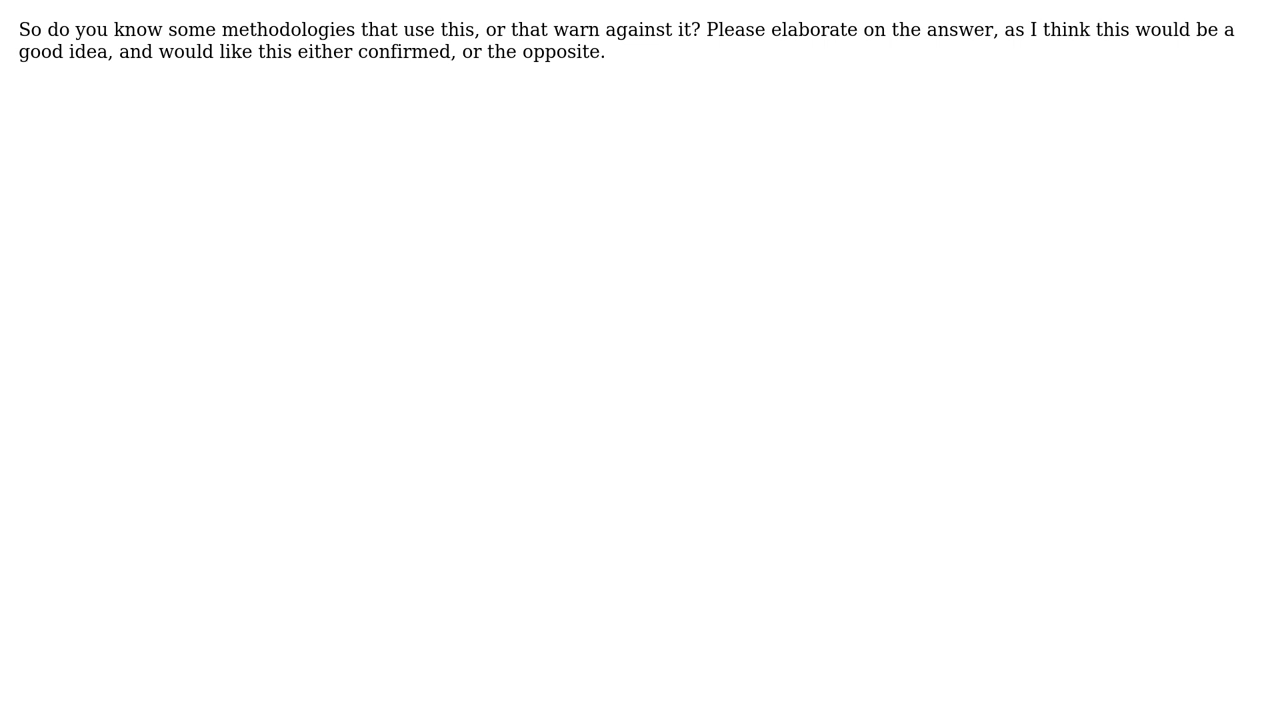 So do you know some methodologies that use this, or that warn against it? Please elaborate on the answer, as I think this would be a
good idea, and would like this either confirmed, or the opposite.